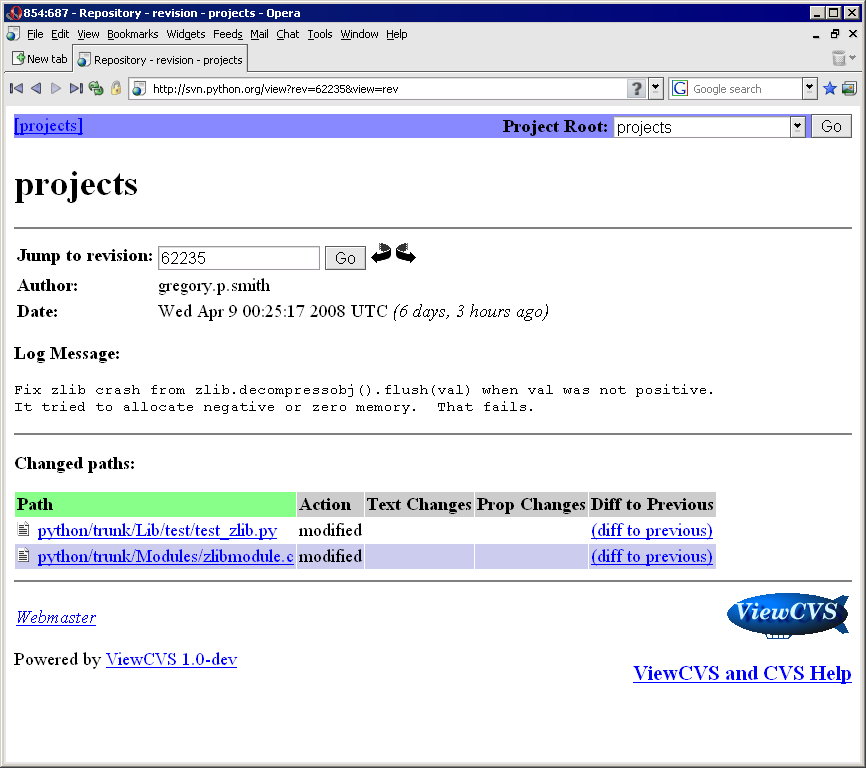 854:687 - Repository - revision - projects - Opera
File Edit View Bookmarks Widgets Feeds Mail Chat Tools Window Help
New tab Repository - revision - projects
http://svn.python.org/view?rev=62235&view=rev ? G Google search
[projects] Project Root: projects Go
projects
Jump to revision: 62235 Go
Author: gregory.p.smith
Date: Wed Apr 9 00:25:17 2008 UTC (6 days, 3 hours ago)
Log Message:
Fix zlib crash from zlib.decompressobj().flush(val) when val was not positive.
It tried to allocate negative or zero memory.  That fails.
Changed paths:
Path Action Text Changes Prop Changes Diff to Previous
python/trunk/Lib/test/test_zlib.py modified (diff to previous)
python/trunk/Modules/zlibmodule.c modified (diff to previous)
Webmaster
ViewCVS
Powered by ViewCVS 1.0-dev
ViewCVS and CVS Help